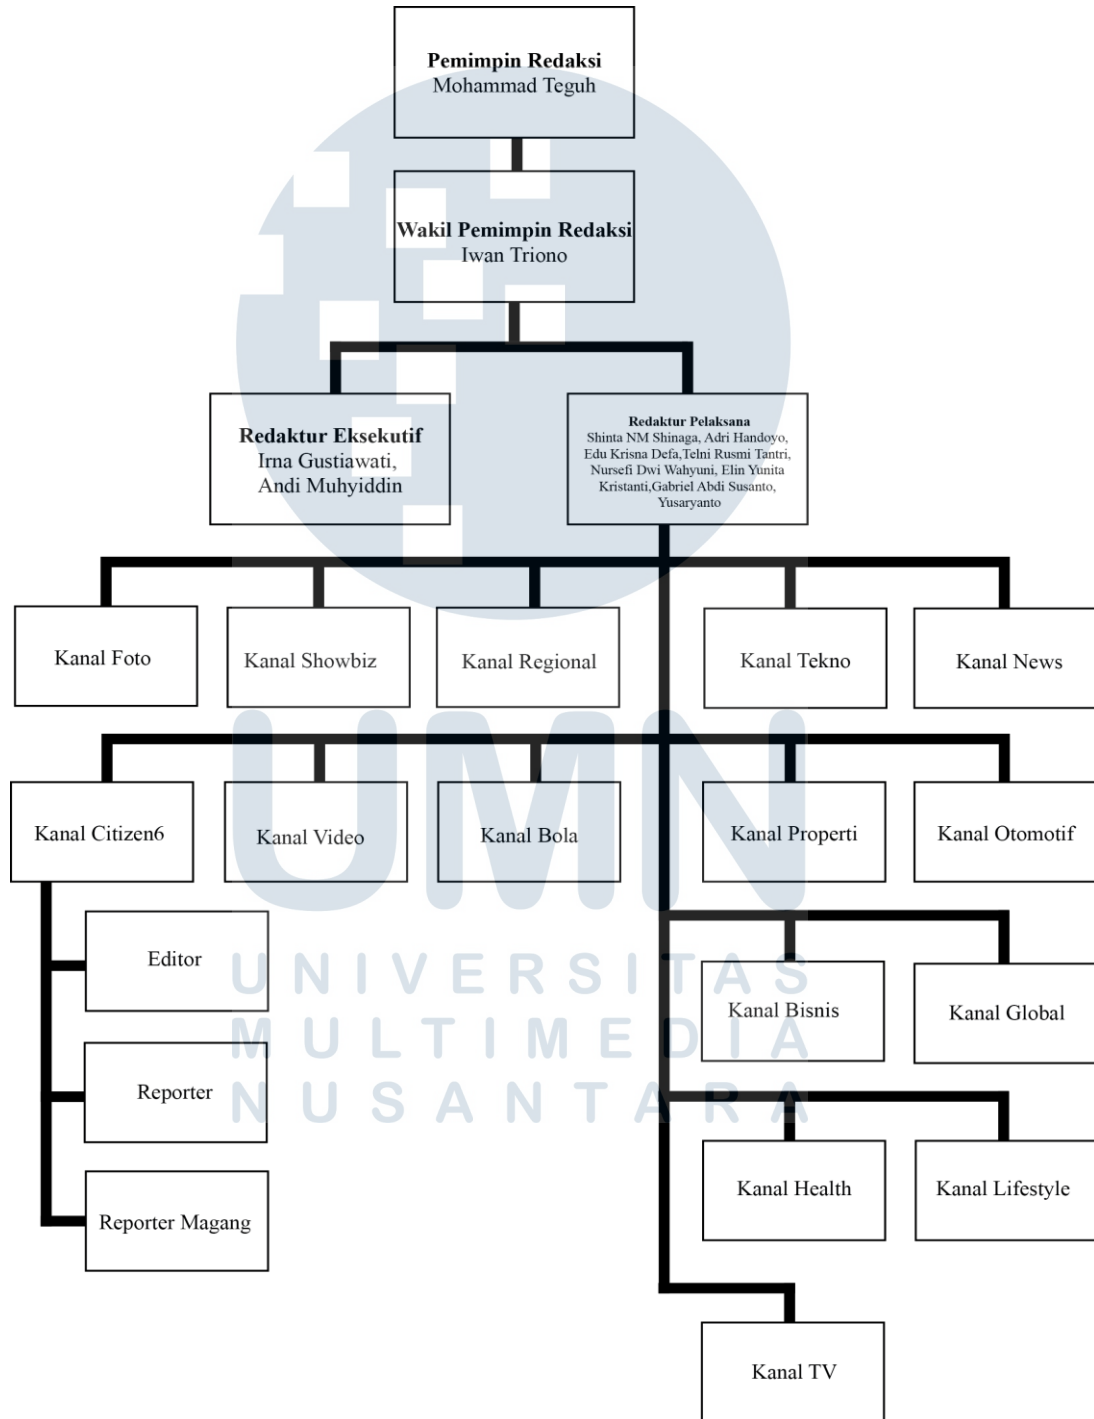 Pemimpin Redaksi
Mohammad Teguh
Wakil Pemimpin Redaksi
Iwan Triono
Redaktur Eksekutif
Irna Gustiawati,
Andi Muhyiddin
Redaktur Pelaksana
Shinta NM Shinaga, Adri Handoyo,
Edu Krisna Defa,Telni Rusmi Tantri,
Nursefi Dwi Wahyuni, Elin Yunita
Kristanti,Gabriel Abdi Susanto,
Yusaryanto
Kanal Foto
Kanal Showbiz
Kanal Regional
Kanal Tekno
Kanal News
Kanal Citizen6
Kanal Video
Kanal Bola
Kanal Properti
Kanal Otomotif
Editor
Reporter
Reporter Magang
Kanal Bisnis
Kanal Global
Kanal Health
Kanal Lifestyle
Kanal TV
UMN
UNIVERSITAS
MULTIMEDIA
NUSANTARA